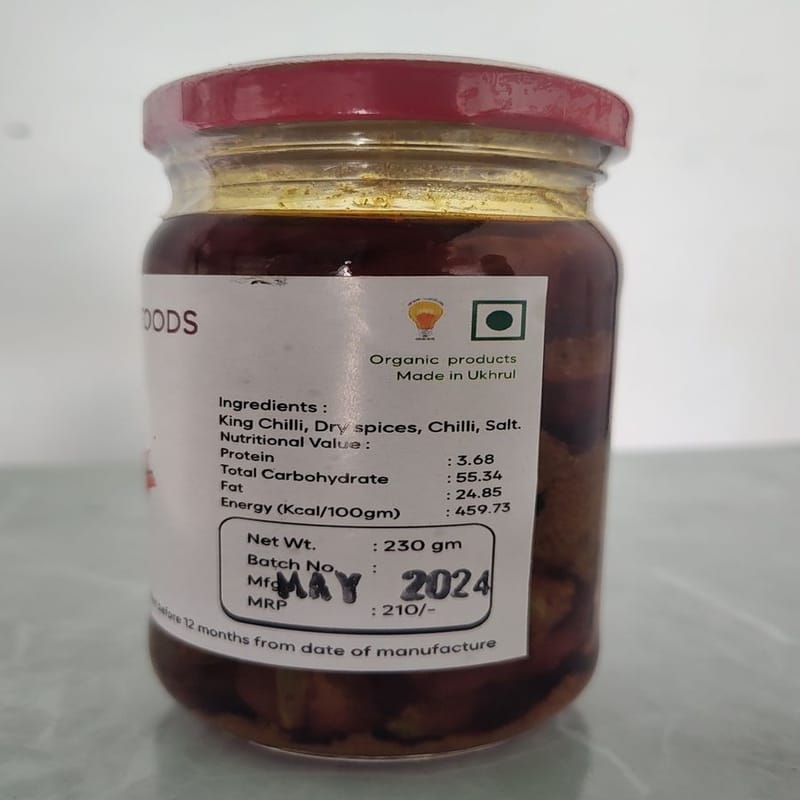 FOODS
Organic products
Made in Ukhrul
Ingredients :
King Chilli, Dry spices, Chilli, Salt.
Nutritional Value :
Protein : 3.68
Total Carbohydrate : 55.34
Fat : 24.85
Energy (Kcal/100gm) : 459.73
Net Wt. : 230 gm
Batch No. :
Mfg MAY 2024
MRP : 210/-
before 12 months from date of manufacture